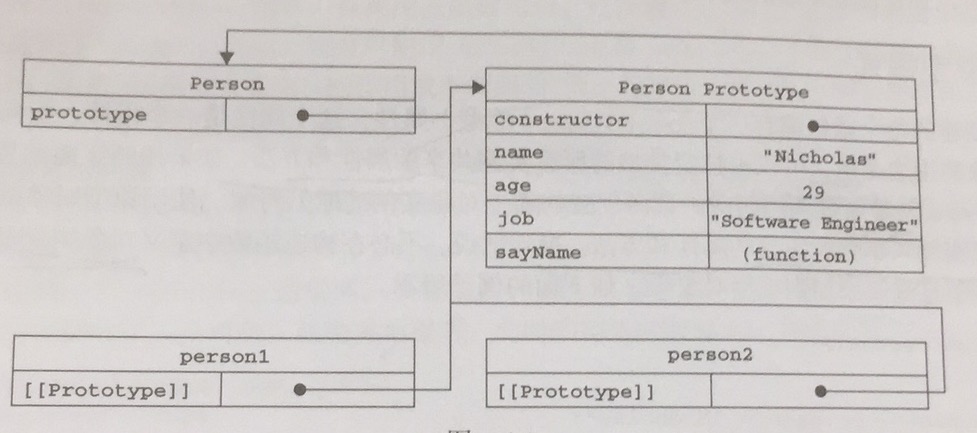 Person
prototype
Person Prototype
constructor
name "Nicholas"
age 29
job "Software Engineer"
sayName (function)
person1
[[Prototype]]
person2
[[Prototype]]